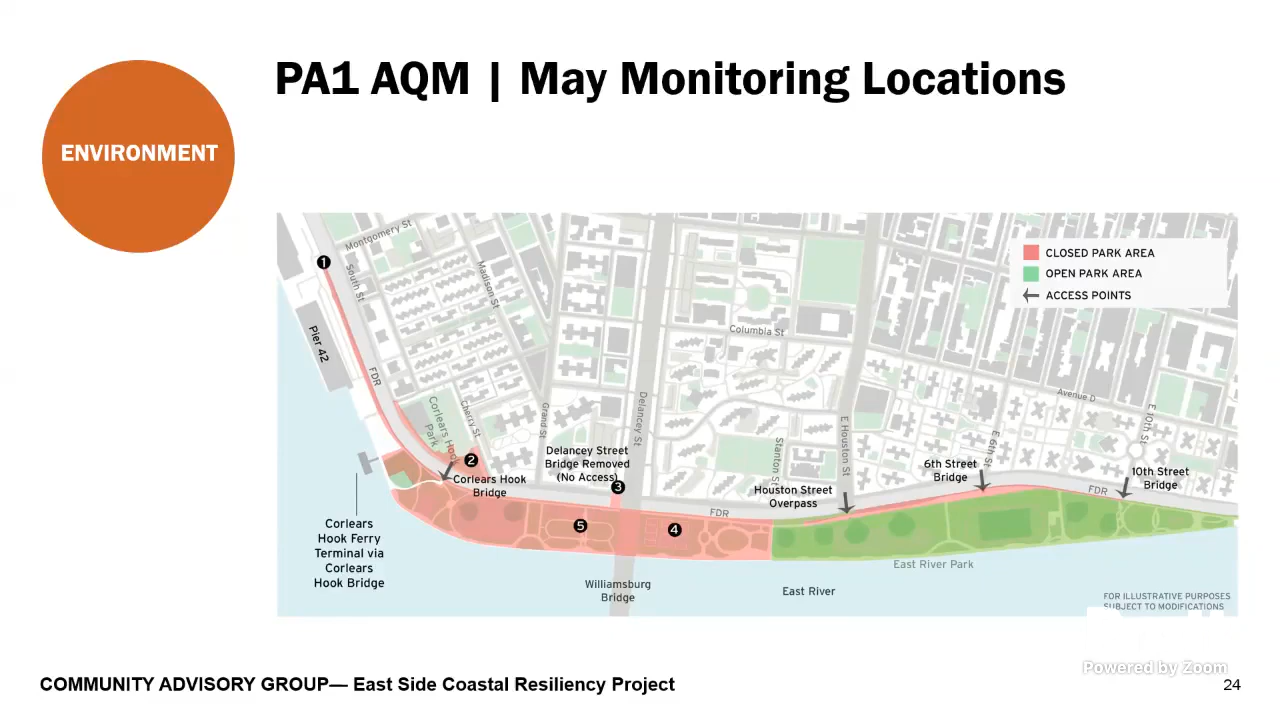 PA1 AQM | May Monitoring Locations
ENVIRONMENT
CLOSED PARK AREA
OPEN PARK AREA
ACCESS POINTS
Montgomery St
1
South St
Madison St
Pier 42
FDR
Columbia St
Corlears Hook
Park
Cherry St
Grand St
Delancey St
Avenue D
E 10th St
E Houston St
E 6th St
Stanton St
2
Corlears Hook
Bridge
Delancey Street
Bridge Removed
(No Access)
3
Houston Street
Overpass
6th Street
Bridge
10th Street
Bridge
FDR
FDR
5
4
Corlears
Hook Ferry
Terminal via
Corlears
Hook Bridge
Williamsburg
Bridge
East River
East River Park
FOR ILLUSTRATIVE PURPOSES
SUBJECT TO MODIFICATIONS
Powered by Zoom
COMMUNITY ADVISORY GROUP— East Side Coastal Resiliency Project
24